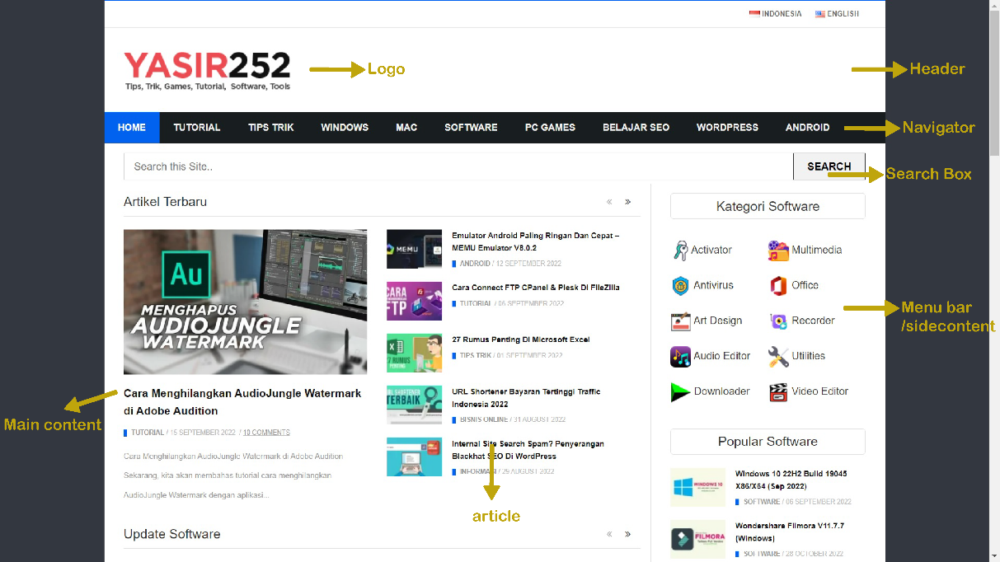 INDONESIA ENGLISH
YASIR252
Tips, Trik, Games, Tutorial, Software, Tools
Logo
Header
HOME TUTORIAL TIPS TRIK WINDOWS MAC SOFTWARE PC GAMES BELAJAR SEO WORDPRESS ANDROID
Navigator
Search this Site.. SEARCH
Search Box
Artikel Terbaru « »
Au
MENGHAPUS
AUDIOJUNGLE
WATERMARK
Cara Menghilangkan AudioJungle Watermark
di Adobe Audition
TUTORIAL / 15 SEPTEMBER 2022 / 10 COMMENTS
Cara Menghilangkan AudioJungle Watermark di Adobe Audition
Sekarang, kita akan membahas tutorial cara menghilangkan
AudioJungle Watermark dengan aplikasi...
Main content
MEMU
Emulator Android Paling Ringan Dan Cepat –
MEMU Emulator V8.0.2
ANDROID / 12 SEPTEMBER 2022
CARA
FTP
Cara Connect FTP CPanel & Plesk Di FileZilla
TUTORIAL / 06 SEPTEMBER 2022
27 RUMUS
PENTING
27 Rumus Penting Di Microsoft Excel
TIPS TRIK / 01 SEPTEMBER 2022
URL SHORTENER
TERBAIK
URL Shortener Bayaran Tertinggi Traffic
Indonesia 2022
BISNIS ONLINE / 31 AUGUST 2022
Internal Site Search Spam? Penyerangan
Blackhat SEO Di WordPress
INFORMASI / 29 AUGUST 2022
article
Update Software « »
Kategori Software
Activator Multimedia
Antivirus Office
Art Design Recorder
Audio Editor Utilities
Downloader Video Editor
Menu bar
/sidecontent
Popular Software
WINDOWS 10
Windows 10 22H2 Build 19045
X86/X64 (Sep 2022)
SOFTWARE / 06 SEPTEMBER 2022
FILMORA
Wondershare Filmora V11.7.7
(Windows)
SOFTWARE / 28 OCTOBER 2022